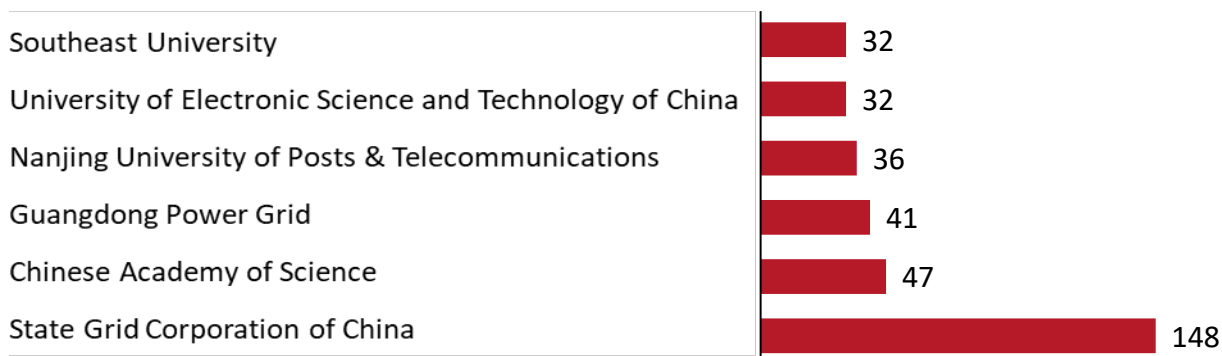 Southeast University 32
University of Electronic Science and Technology of China 32
Nanjing University of Posts & Telecommunications 36
Guangdong Power Grid 41
Chinese Academy of Science 47
State Grid Corporation of China 148